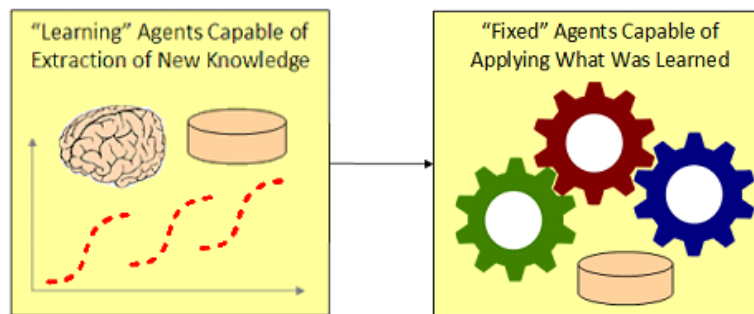 “Learning” Agents Capable of
Extraction of New Knowledge
“Fixed” Agents Capable of
Applying What Was Learned